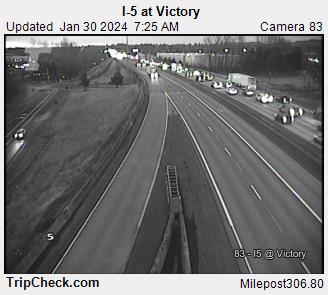 I-5 at Victory
Updated Jan 30 2024 7:25 AM Camera 83
S
83 - I5 @ Victory
TripCheck.com Milepost306.80